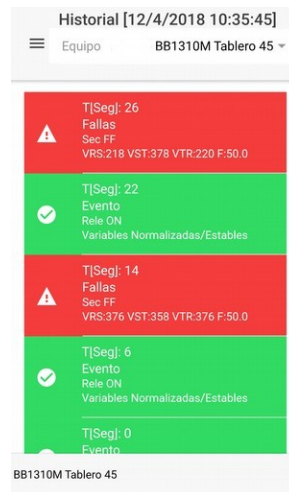 Historial [12/4/2018 10:35:45]
Equipo BB1310M Tablero 45
T[Seg]: 26
Fallas
Sec FF
VRS:218 VST:378 VTR:220 F:50.0
T[Seg]: 22
Evento
Rele ON
Variables Normalizadas/Estables
T[Seg]: 14
Fallas
Sec FF
VRS:376 VST:358 VTR:376 F:50.0
T[Seg]: 6
Evento
Rele ON
Variables Normalizadas/Estables
T[Seg]: 0
Evento
BB1310M Tablero 45